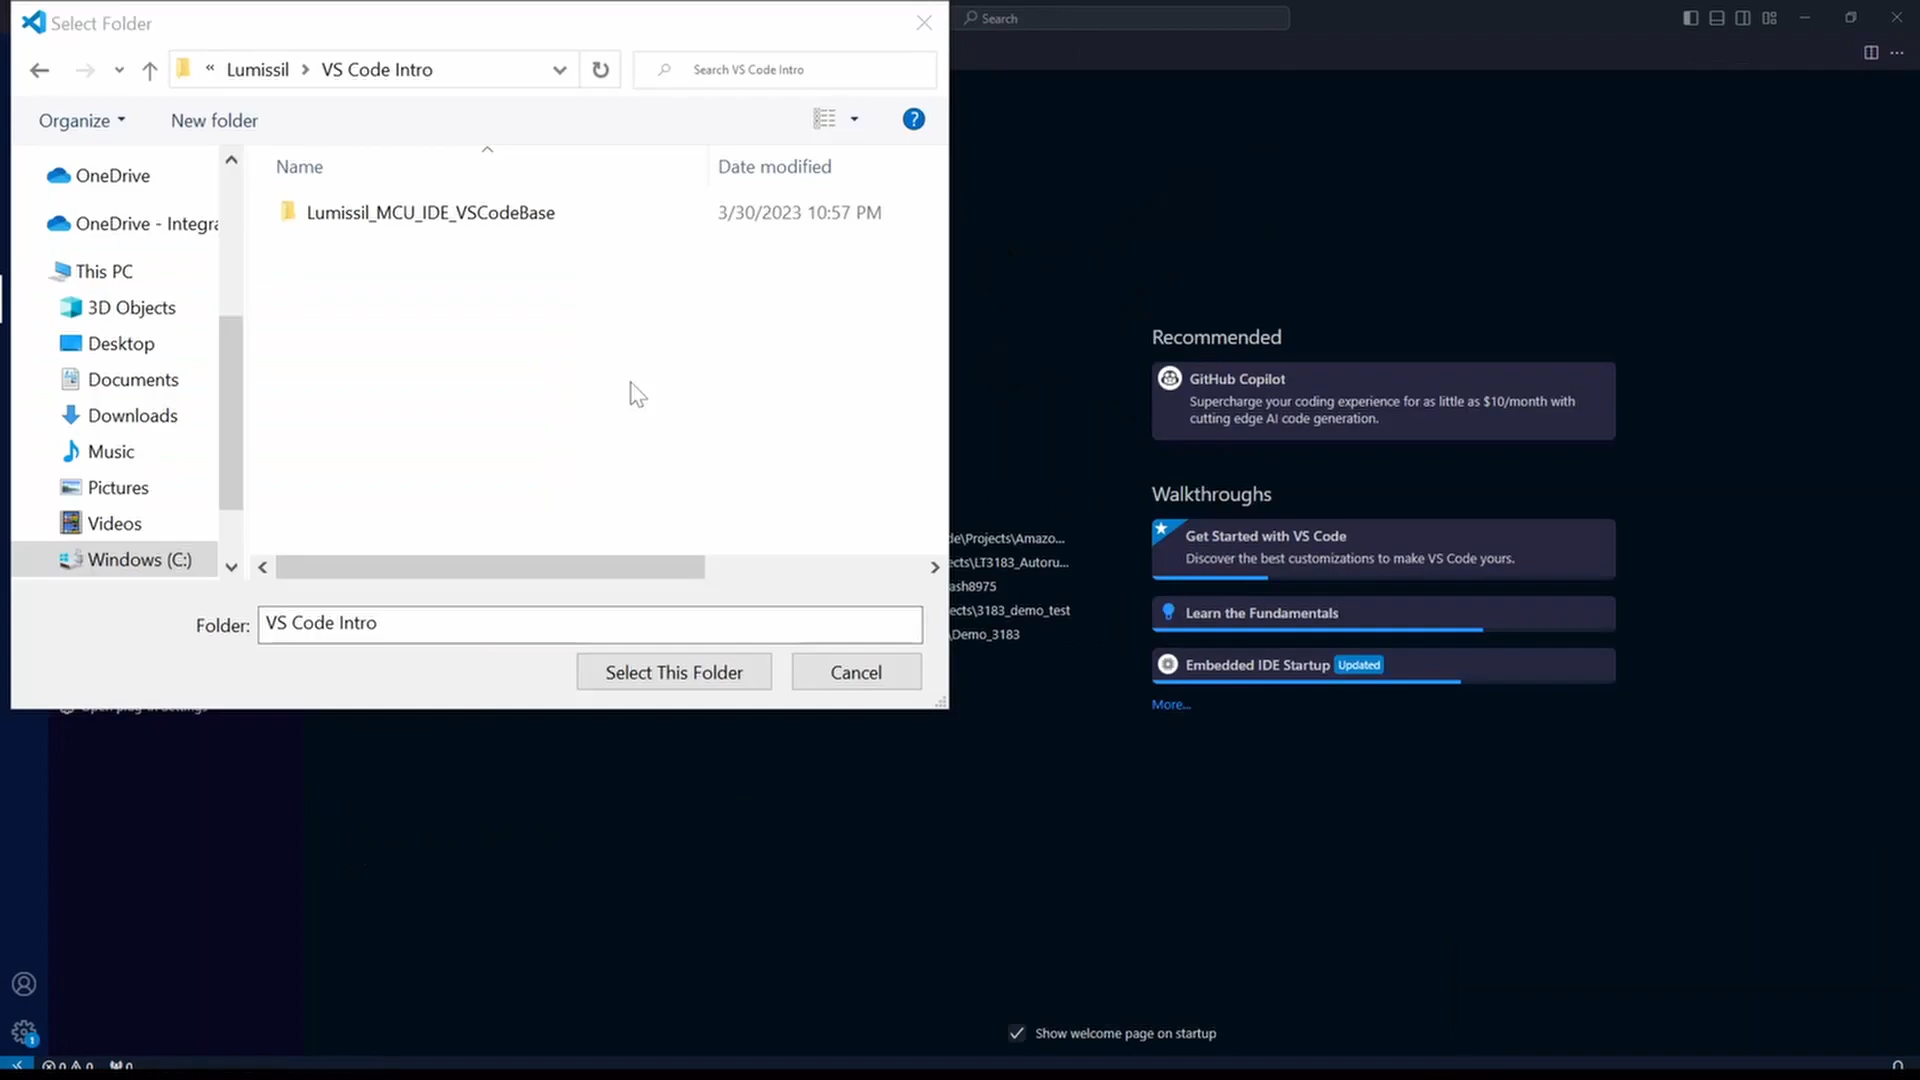 Select Folder
« Lumissil > VS Code Intro
Search VS Code Intro
Organize
New folder
?
Name
Date modified
Lumissil_MCU_IDE_VSCodeBase
3/30/2023 10:57 PM
OneDrive
OneDrive - Integra
This PC
3D Objects
Desktop
Documents
Downloads
Music
Pictures
Videos
Windows (C:)
Folder:
VS Code Intro
Select This Folder
Cancel
Search
Recommended
GitHub Copilot
Supercharge your coding experience for as little as $10/month with
cutting edge AI code generation.
Walkthroughs
Get Started with VS Code
Discover the best customizations to make VS Code yours.
Learn the Fundamentals
Embedded IDE Startup Updated
More...
de\Projects\Amazo...
ects\LT3183_Autoru...
ash8975
ects\3183_demo_test
\Demo_3183
1
Show welcome page on startup
0 0 0